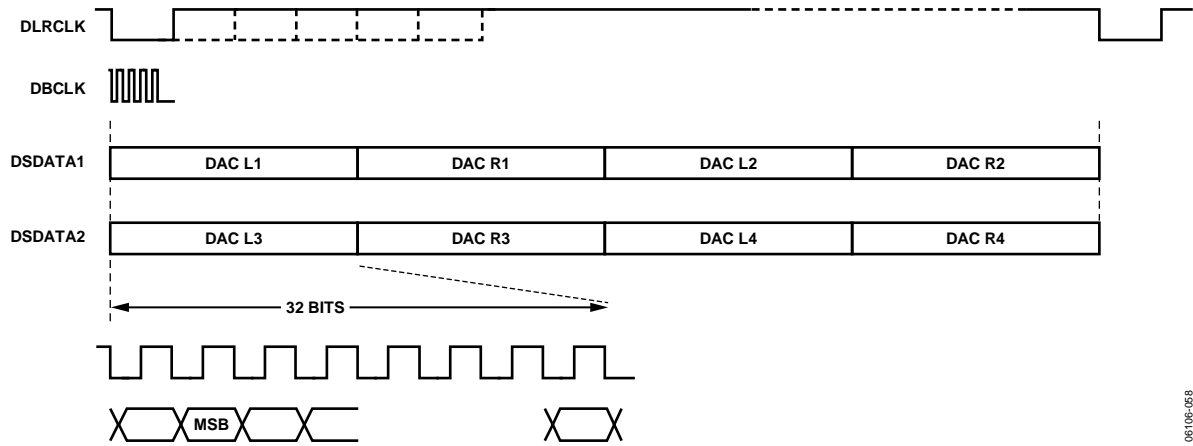 DLRCLK
DBCLK
DSDATA1 DAC L1 DAC R1 DAC L2 DAC R2
DSDATA2 DAC L3 DAC R3 DAC L4 DAC R4
32 BITS
MSB
06106-058